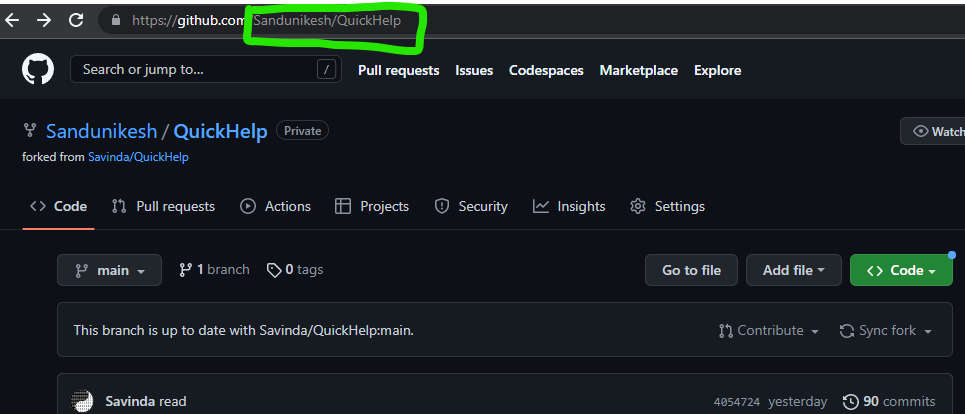 https://github.com/Sandunikesh/QuickHelp
Search or jump to... / Pull requests Issues Codespaces Marketplace Explore
Sandunikesh / QuickHelp Private Watch
forked from Savinda/QuickHelp
Code Pull requests Actions Projects Security Insights Settings
main 1 branch 0 tags Go to file Add file Code
This branch is up to date with Savinda/QuickHelp:main. Contribute Sync fork
Savinda read 4054724 yesterday 90 commits